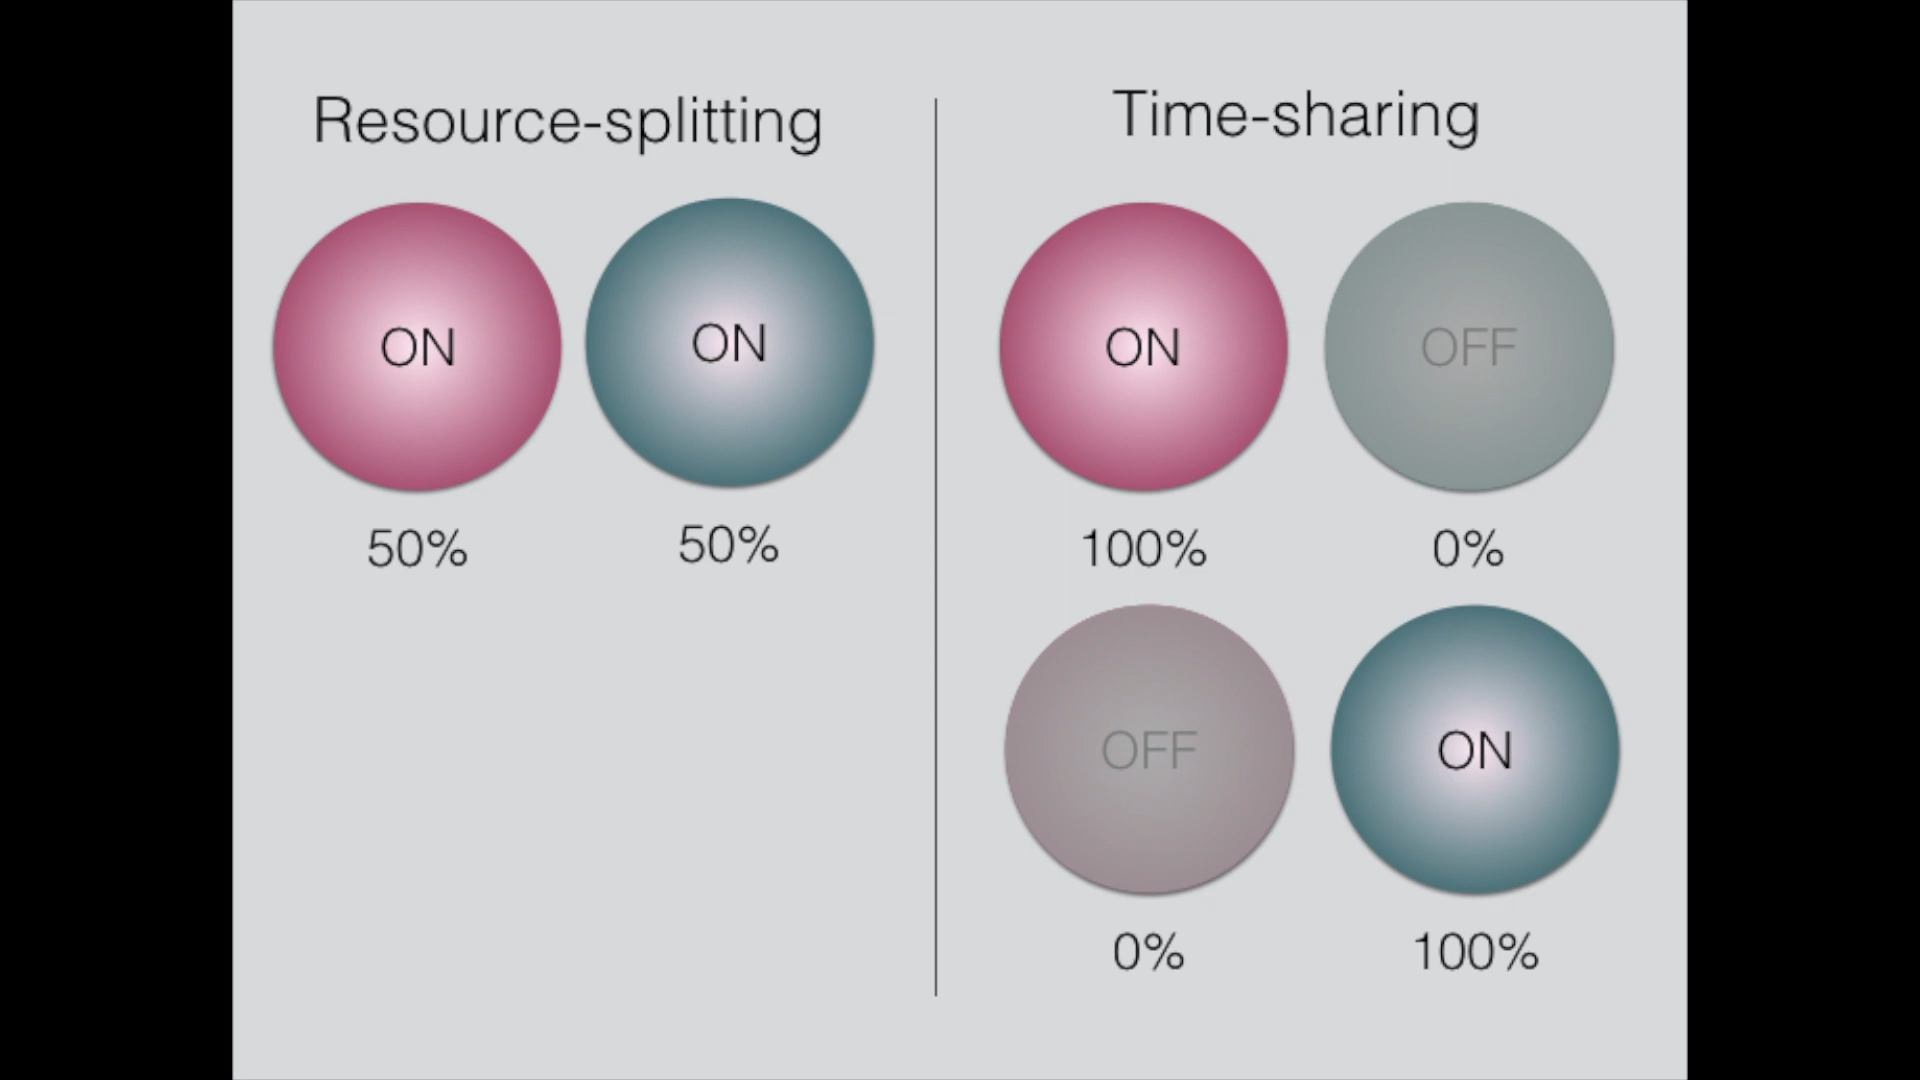 Resource-splitting
ON ON
50% 50%
Time-sharing
ON OFF
100% 0%
OFF ON
0% 100%